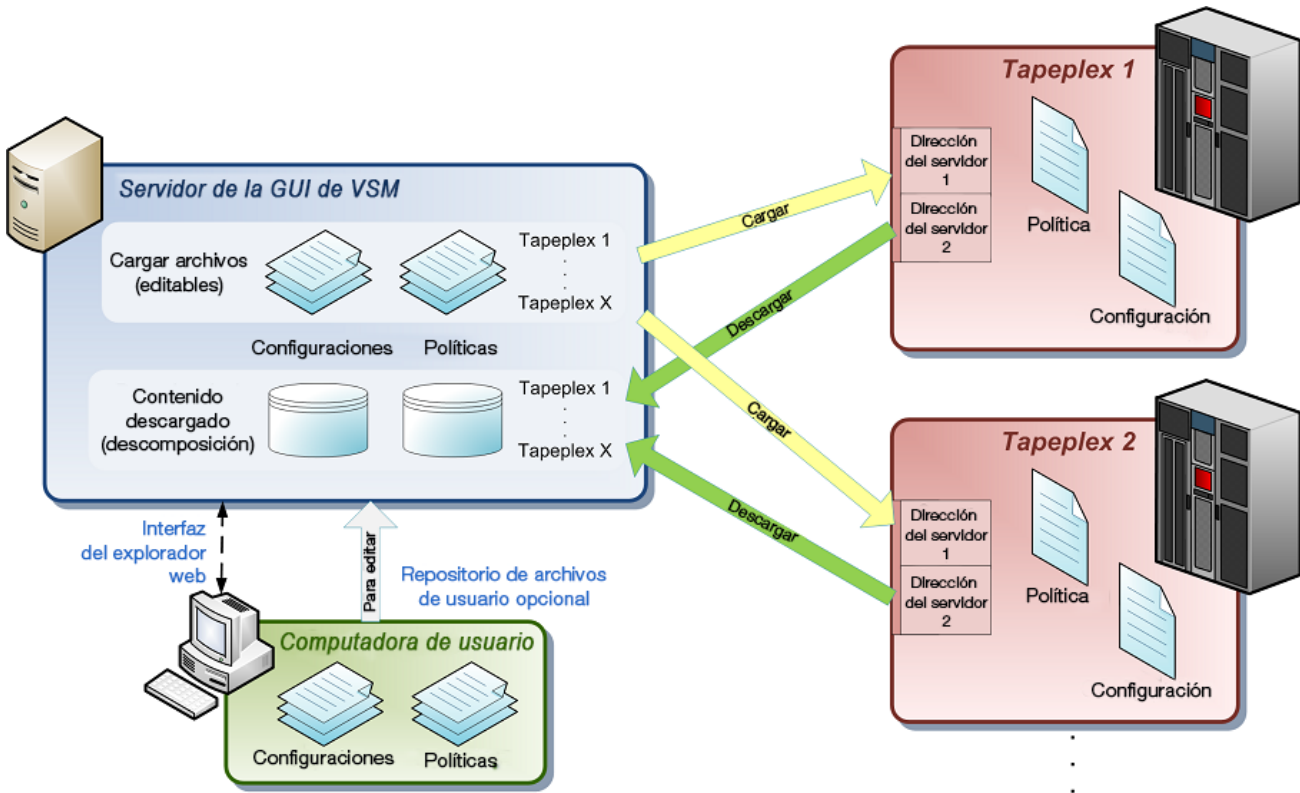 Servidor de la GUI de VSM
Cargar archivos
(editables)
Configuraciones
Políticas
Tapeplex 1
.
.
.
Tapeplex X
Contenido
descargado
(descomposición)
Tapeplex 1
.
.
.
Tapeplex X
Cargar
Descargar
Cargar
Descargar
Tapeplex 1
Dirección
del servidor
1
Dirección
del servidor
2
Política
Configuración
Tapeplex 2
Dirección
del servidor
1
Dirección
del servidor
2
Política
Configuración
.
.
.
Interfaz
del explorador
web
Para editar
Repositorio de archivos
de usuario opcional
Computadora de usuario
Configuraciones
Políticas